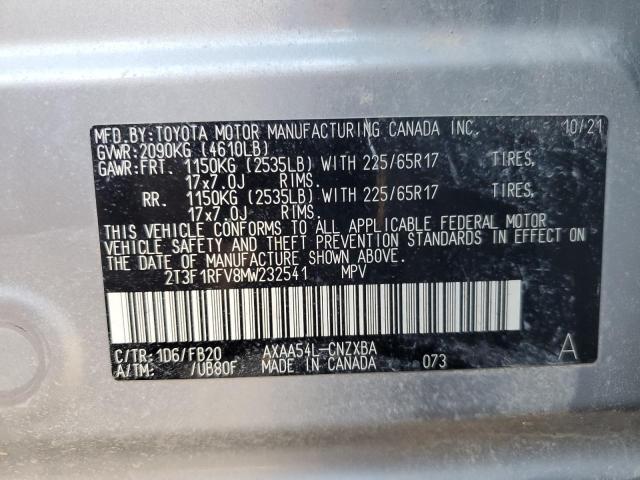 MFD.BY:TOYOTA MOTOR MANUFACTURING CANADA INC. 10/21
GVWR:2090KG (4610LB)
GAWR:FRT. 1150KG (2535LB) WITH 225/65R17 TIRES,
17x7.0J RIMS.
RR. 1150KG (2535LB) WITH 225/65R17 TIRES,
17x7.0J RIMS.
THIS VEHICLE CONFORMS TO ALL APPLICABLE FEDERAL MOTOR
VEHICLE SAFETY AND THEFT PREVENTION STANDARDS IN EFFECT ON
THE DATE OF MANUFACTURE SHOWN ABOVE.
2T3F1RFV8MW232541 MPV
C/TR:1D6/FB20 AXAA54L-CNZXBA A
A/TM: /UB80F MADE IN CANADA 073